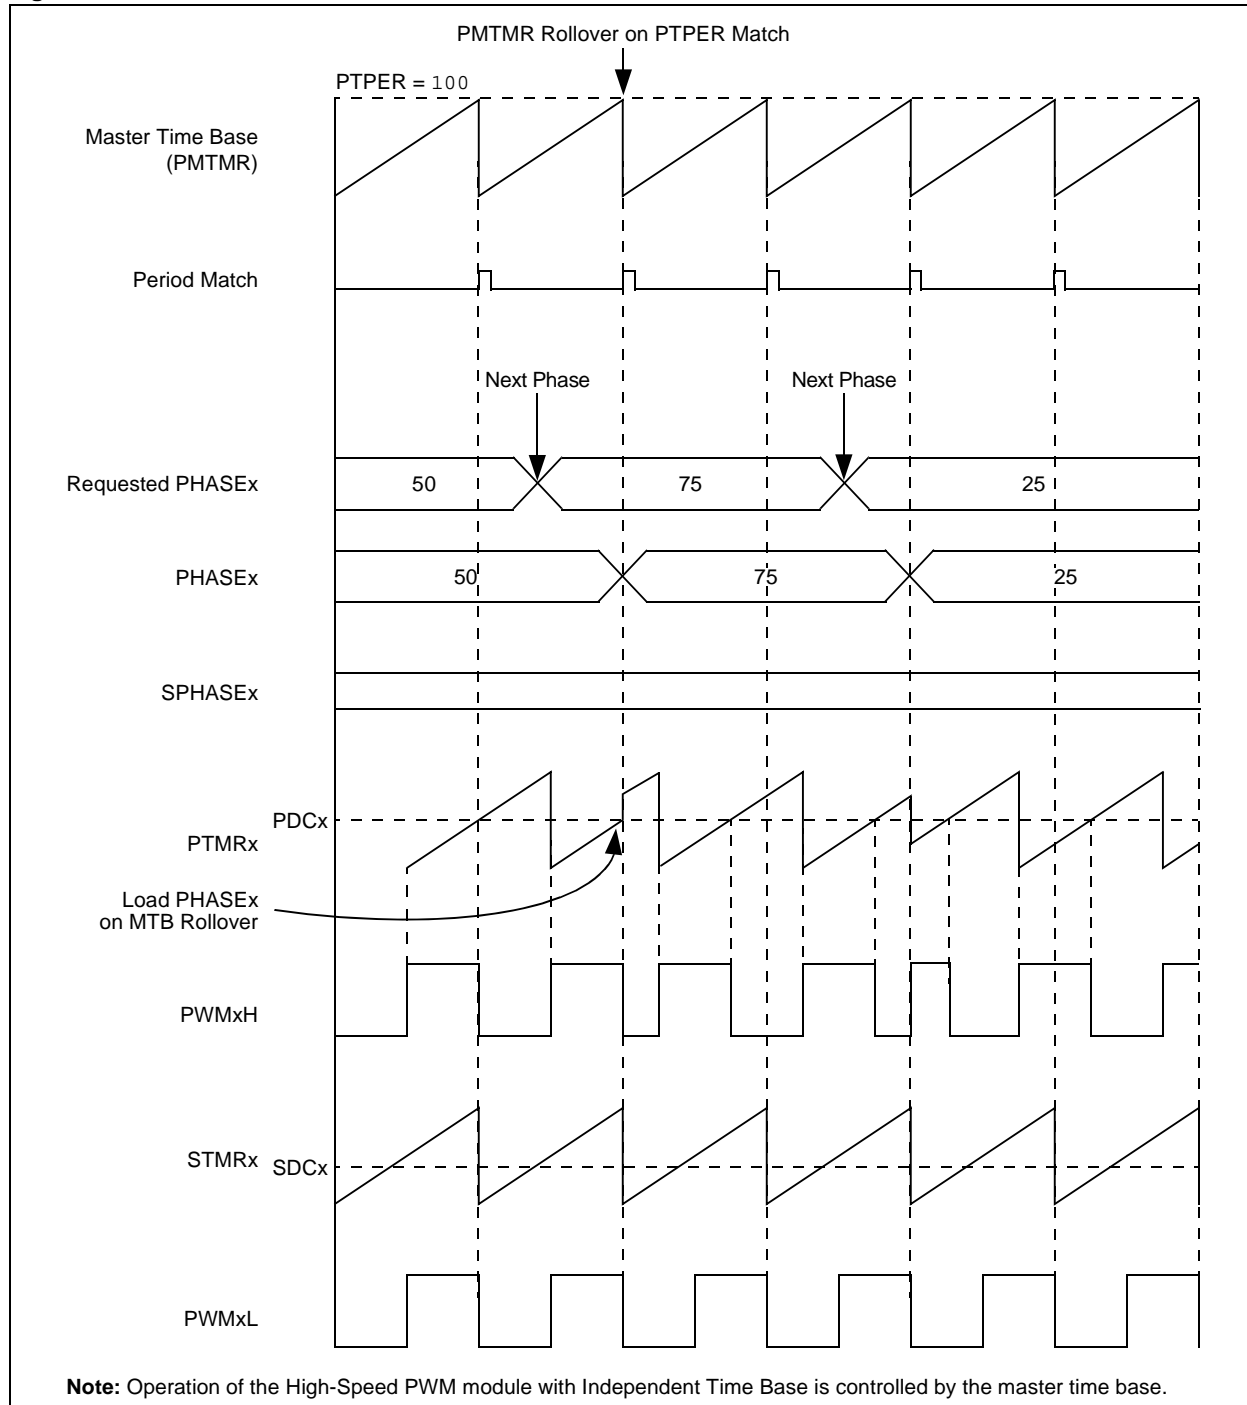 PMTMR Rollover on PTPER Match
PTPER = 100
Master Time Base
(PMTMR)
Period Match
Next Phase
Next Phase
Requested PHASEx
50
75
25
PHASEx
50
75
25
SPHASEx
PDCx
PTMRx
Load PHASEx
on MTB Rollover
PWMxH
STMRx
SDCx
PWMxL
Note: Operation of the High-Speed PWM module with Independent Time Base is controlled by the master time base.